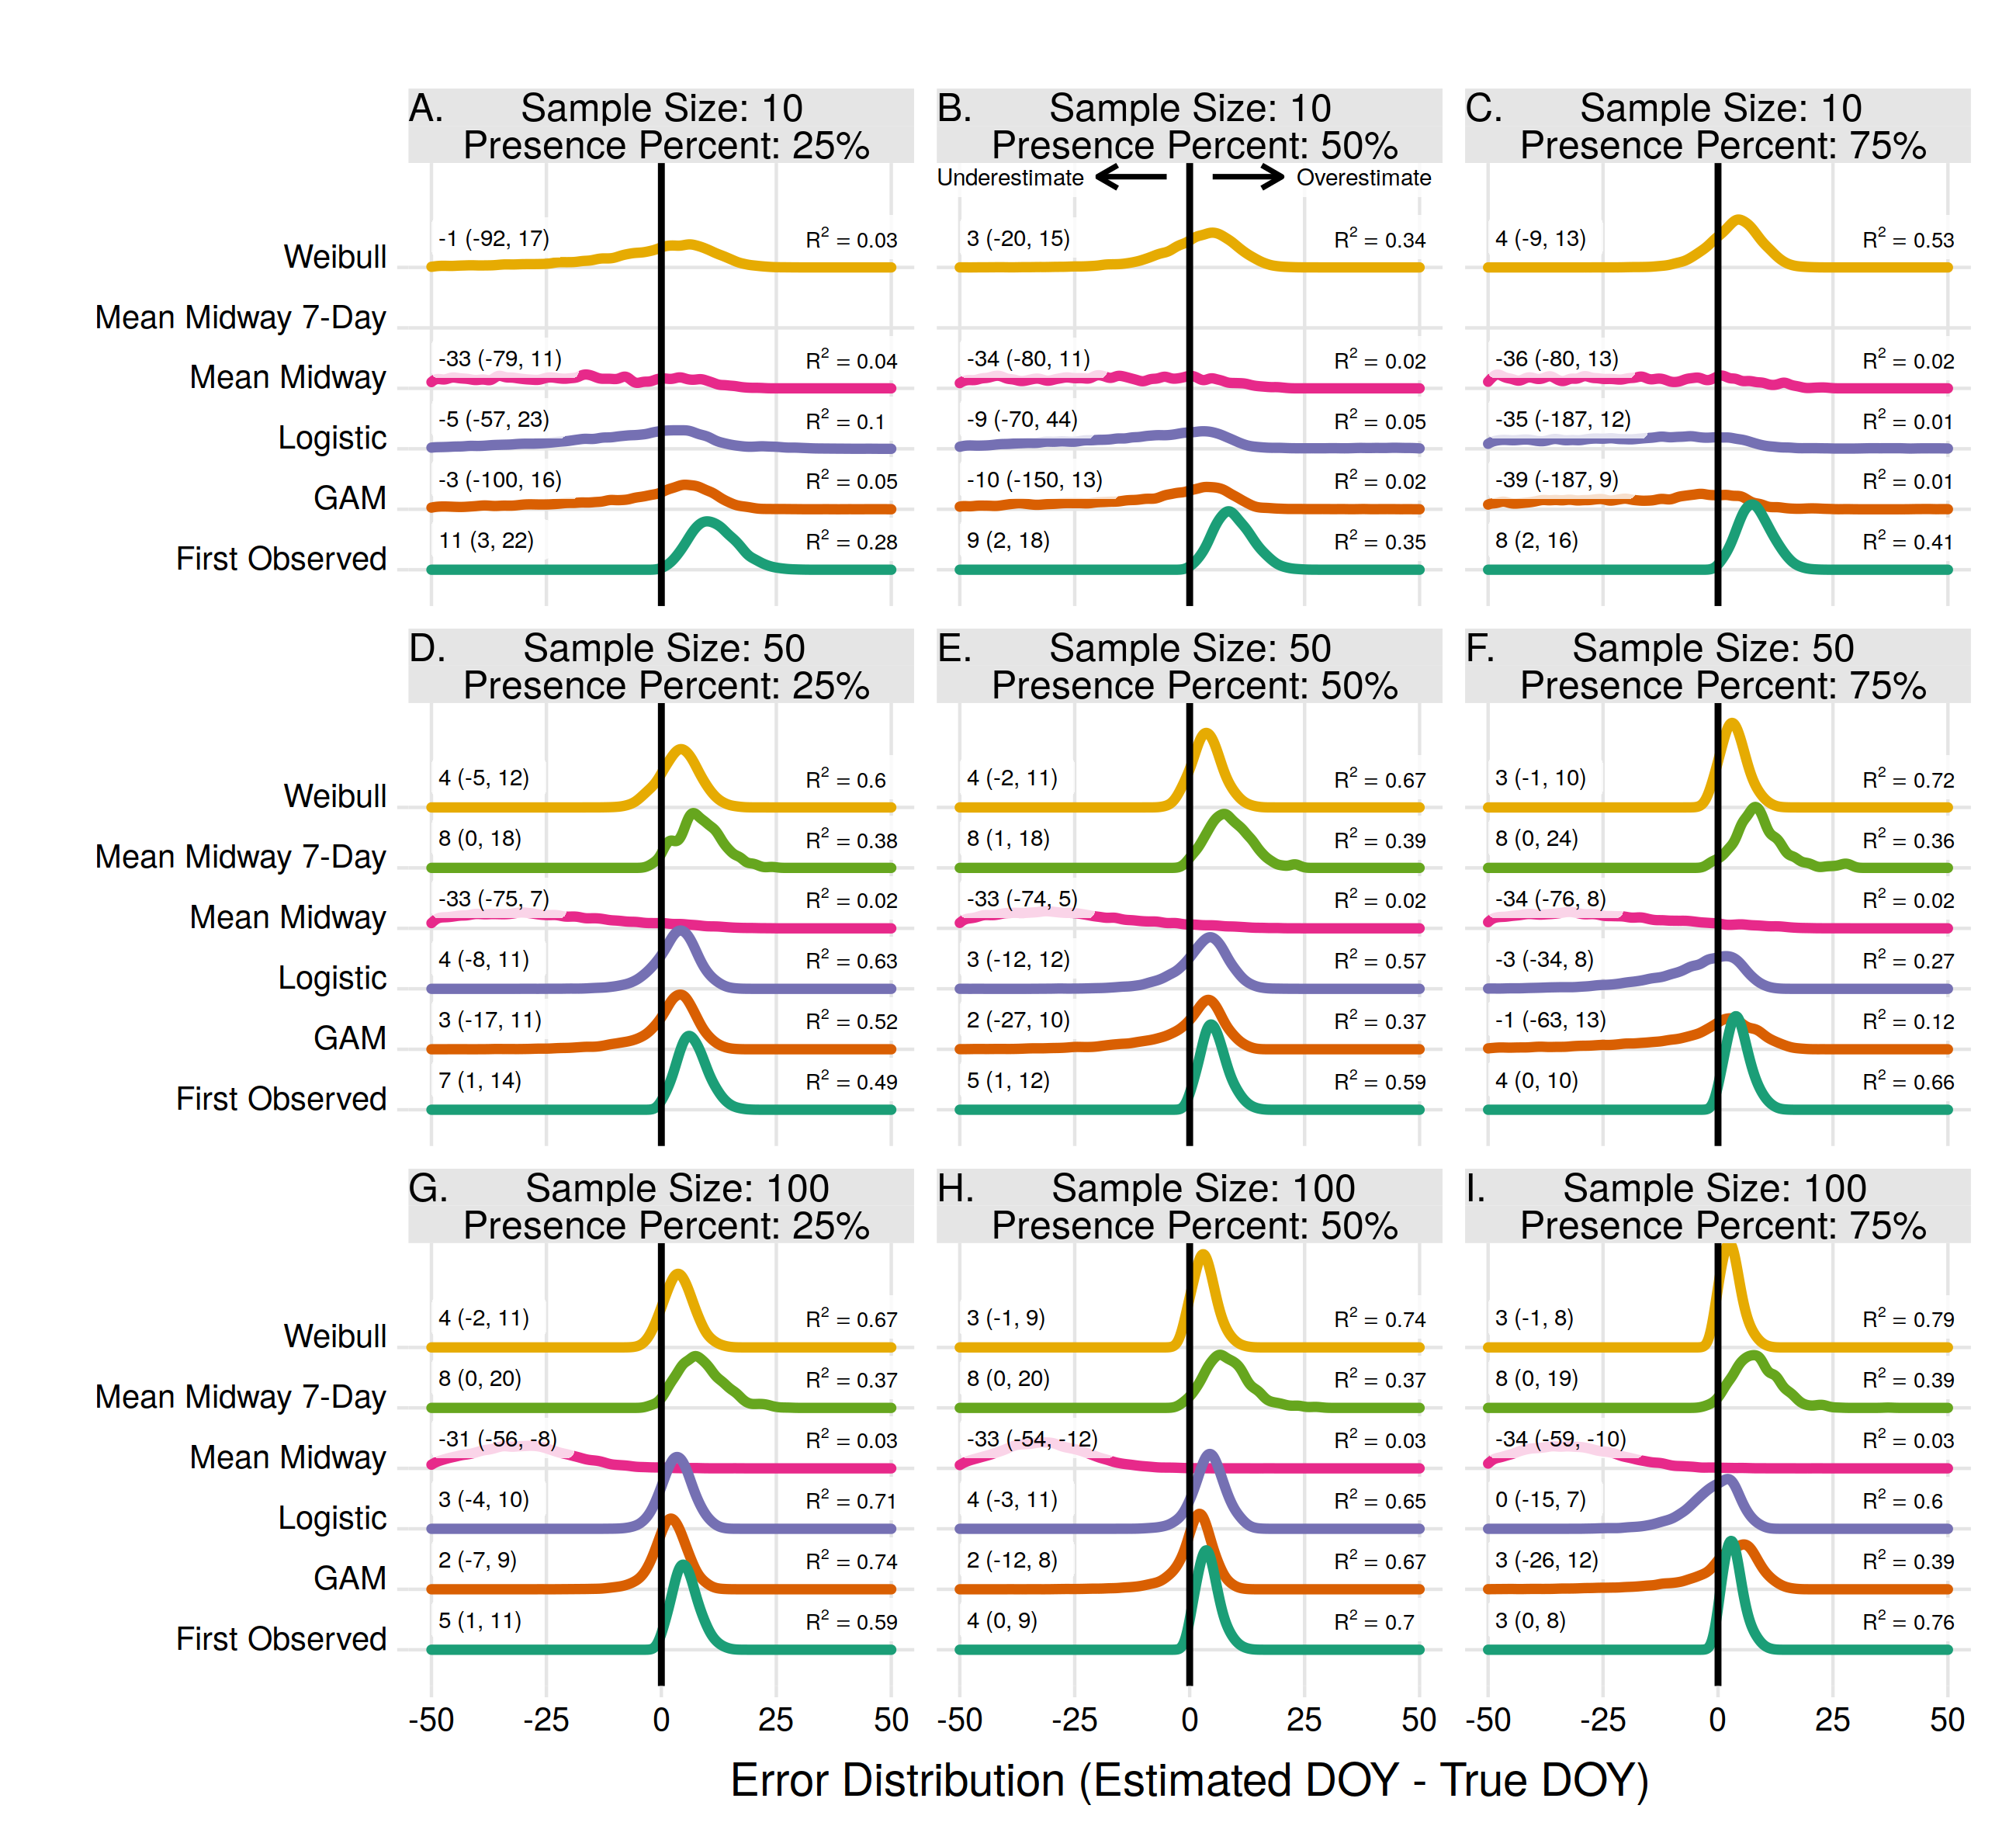 A. Sample Size: 10
Presence Percent: 25%
B. Sample Size: 10
Presence Percent: 50%
C. Sample Size: 10
Presence Percent: 75%
Underestimate
Overestimate
Weibull
-1 (-92, 17) R² = 0.03
3 (-20, 15) R² = 0.34
4 (-9, 13) R² = 0.53
Mean Midway 7-Day
Mean Midway
-33 (-79, 11) R² = 0.04
-34 (-80, 11) R² = 0.02
-36 (-80, 13) R² = 0.02
Logistic
-5 (-57, 23) R² = 0.1
-9 (-70, 44) R² = 0.05
-35 (-187, 12) R² = 0.01
GAM
-3 (-100, 16) R² = 0.05
-10 (-150, 13) R² = 0.02
-39 (-187, 9) R² = 0.01
First Observed
11 (3, 22) R² = 0.28
9 (2, 18) R² = 0.35
8 (2, 16) R² = 0.41
D. Sample Size: 50
Presence Percent: 25%
E. Sample Size: 50
Presence Percent: 50%
F. Sample Size: 50
Presence Percent: 75%
Weibull
4 (-5, 12) R² = 0.6
4 (-2, 11) R² = 0.67
3 (-1, 10) R² = 0.72
Mean Midway 7-Day
8 (0, 18) R² = 0.38
8 (1, 18) R² = 0.39
8 (0, 24) R² = 0.36
Mean Midway
-33 (-75, 7) R² = 0.02
-33 (-74, 5) R² = 0.02
-34 (-76, 8) R² = 0.02
Logistic
4 (-8, 11) R² = 0.63
3 (-12, 12) R² = 0.57
-3 (-34, 8) R² = 0.27
GAM
3 (-17, 11) R² = 0.52
2 (-27, 10) R² = 0.37
-1 (-63, 13) R² = 0.12
First Observed
7 (1, 14) R² = 0.49
5 (1, 12) R² = 0.59
4 (0, 10) R² = 0.66
G. Sample Size: 100
Presence Percent: 25%
H. Sample Size: 100
Presence Percent: 50%
I. Sample Size: 100
Presence Percent: 75%
Weibull
4 (-2, 11) R² = 0.67
3 (-1, 9) R² = 0.74
3 (-1, 8) R² = 0.79
Mean Midway 7-Day
8 (0, 20) R² = 0.37
8 (0, 20) R² = 0.37
8 (0, 19) R² = 0.39
Mean Midway
-31 (-56, -8) R² = 0.03
-33 (-54, -12) R² = 0.03
-34 (-59, -10) R² = 0.03
Logistic
3 (-4, 10) R² = 0.71
4 (-3, 11) R² = 0.65
0 (-15, 7) R² = 0.6
GAM
2 (-7, 9) R² = 0.74
2 (-12, 8) R² = 0.67
3 (-26, 12) R² = 0.39
First Observed
5 (1, 11) R² = 0.59
4 (0, 9) R² = 0.7
3 (0, 8) R² = 0.76
-50 -25 0 25 50 -50 -25 0 25 50 -50 -25 0 25 50
Error Distribution (Estimated DOY - True DOY)